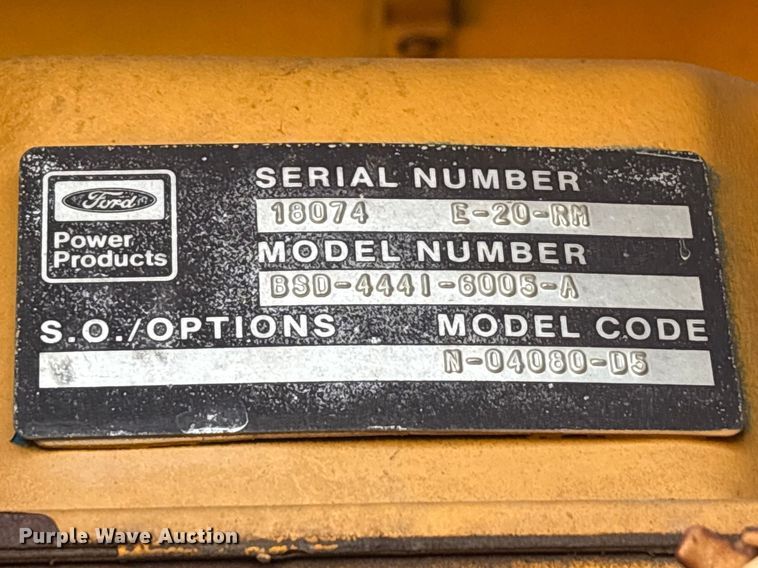 Ford
Power
Products
SERIAL NUMBER
18074 E-20-RM
MODEL NUMBER
BSD-444I-6005-A
S.O./OPTIONS MODEL CODE
N-04080-D5
Purple Wave Auction